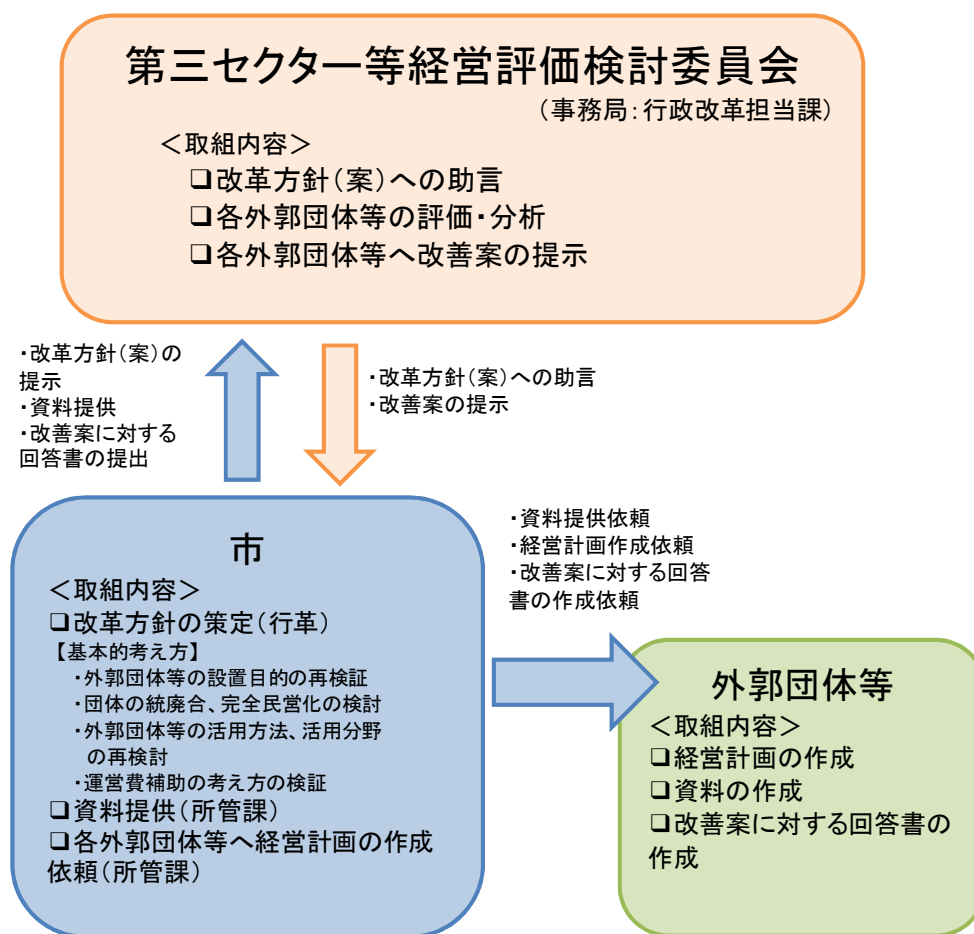 第三セクター等経営評価検討委員会
(事務局:行政改革担当課)
＜取組内容＞
❑改革方針(案)への助言
❑各外郭団体等の評価・分析
❑各外郭団体等へ改善案の提示
・改革方針(案)の
提示
・資料提供
・改善案に対する
回答書の提出
・改革方針(案)への助言
・改善案の提示
市
＜取組内容＞
❑改革方針の策定(行革)
【基本的考え方】
・外郭団体等の設置目的の再検証
・団体の統廃合、完全民営化の検討
・外郭団体等の活用方法、活用分野
の再検討
・運営費補助の考え方の検証
❑資料提供(所管課)
❑各外郭団体等へ経営計画の作成
依頼(所管課)
・資料提供依頼
・経営計画作成依頼
・改善案に対する回答
書の作成依頼
外郭団体等
＜取組内容＞
❑経営計画の作成
❑資料の作成
❑改善案に対する回答書の
作成